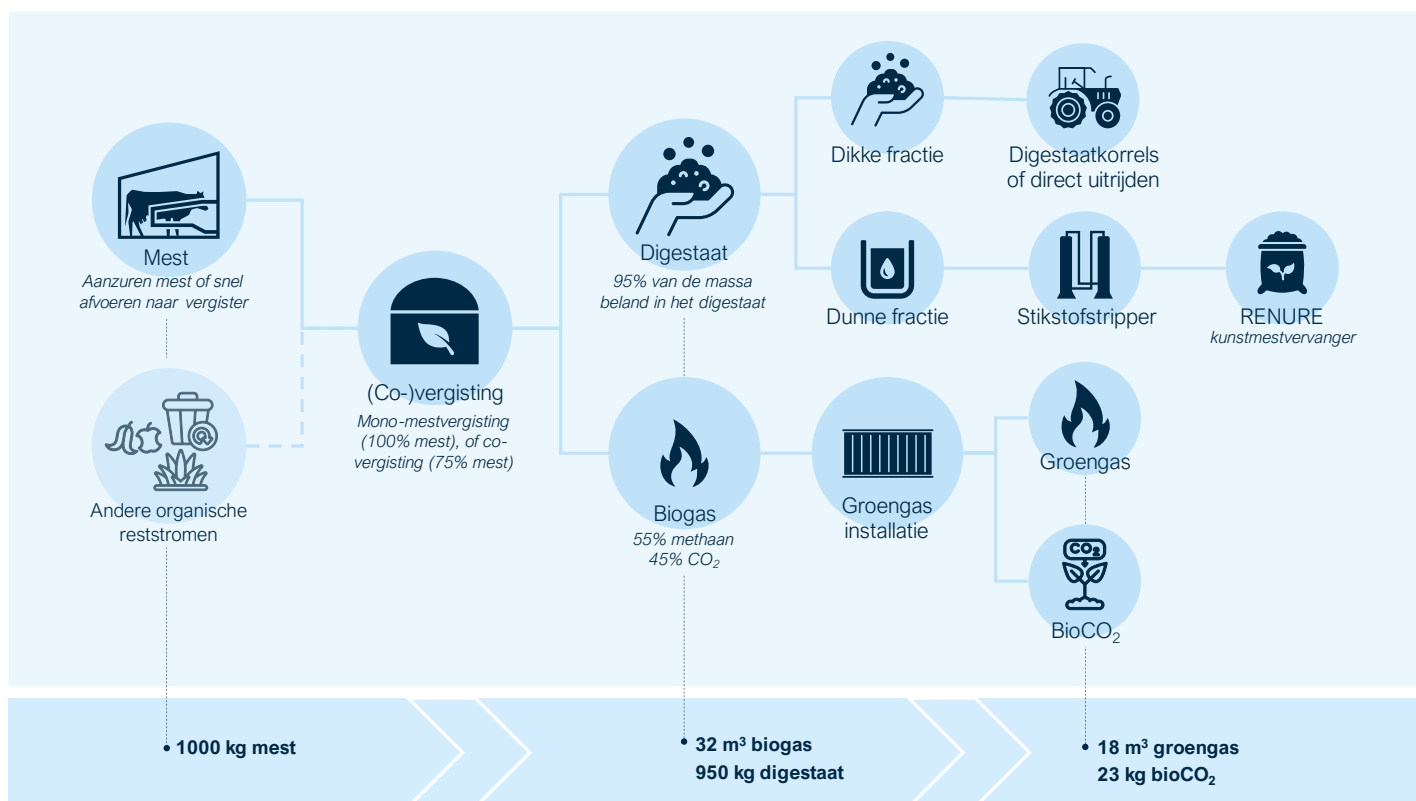 Mest
Aanzuren mest of snel
afvoeren naar vergister
Andere organische
reststromen
(Co-)vergisting
Mono-mestvergisting
(100% mest), of co-
vergisting (75% mest)
Digestaat
95% van de massa
beland in het digestaat
Biogas
55% methaan
45% CO₂
Dikke fractie
Digestaatkorrels
of direct uitrijden
Dunne fractie
Stikstofstripper
RENURE
kunstmestvervanger
Groengas
installatie
Groengas
CO₂
BioCO₂
1000 kg mest
32 m³ biogas
950 kg digestaat
18 m³ groengas
23 kg bioCO₂